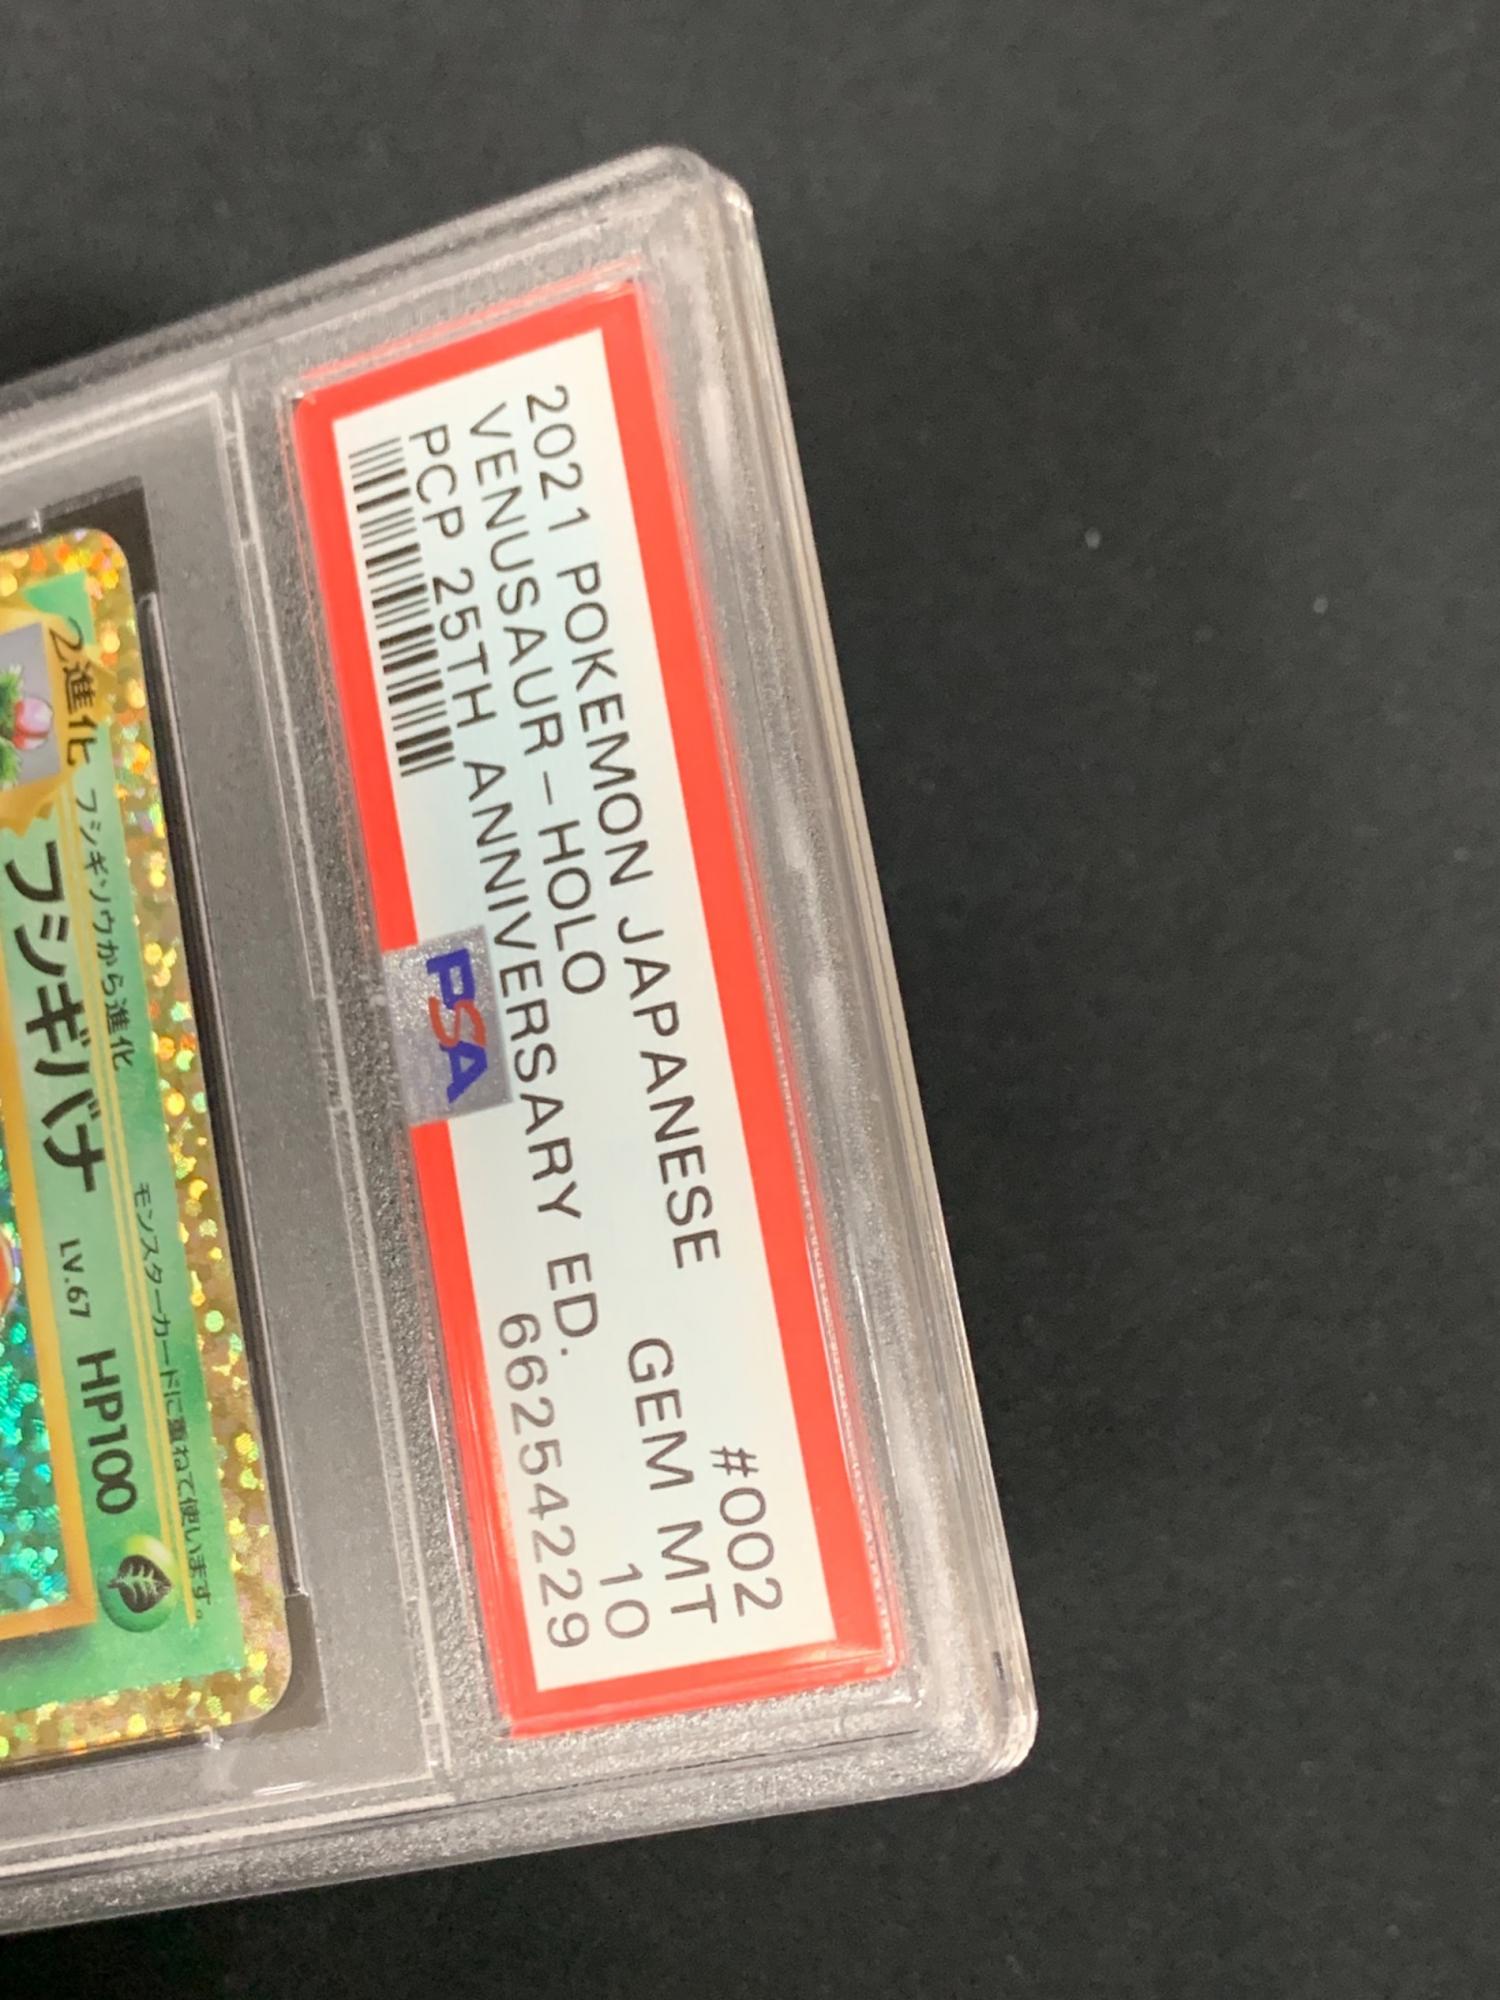 2021 POKEMON JAPANESE #002
VENUSAUR-HOLO GEM MT
PCP 25TH ANNIVERSARY ED. 10
66254229
PSA
2進化 フシギソウから進化 モンスターカードに重ねて使います。
フシギバナ LV.67 HP100